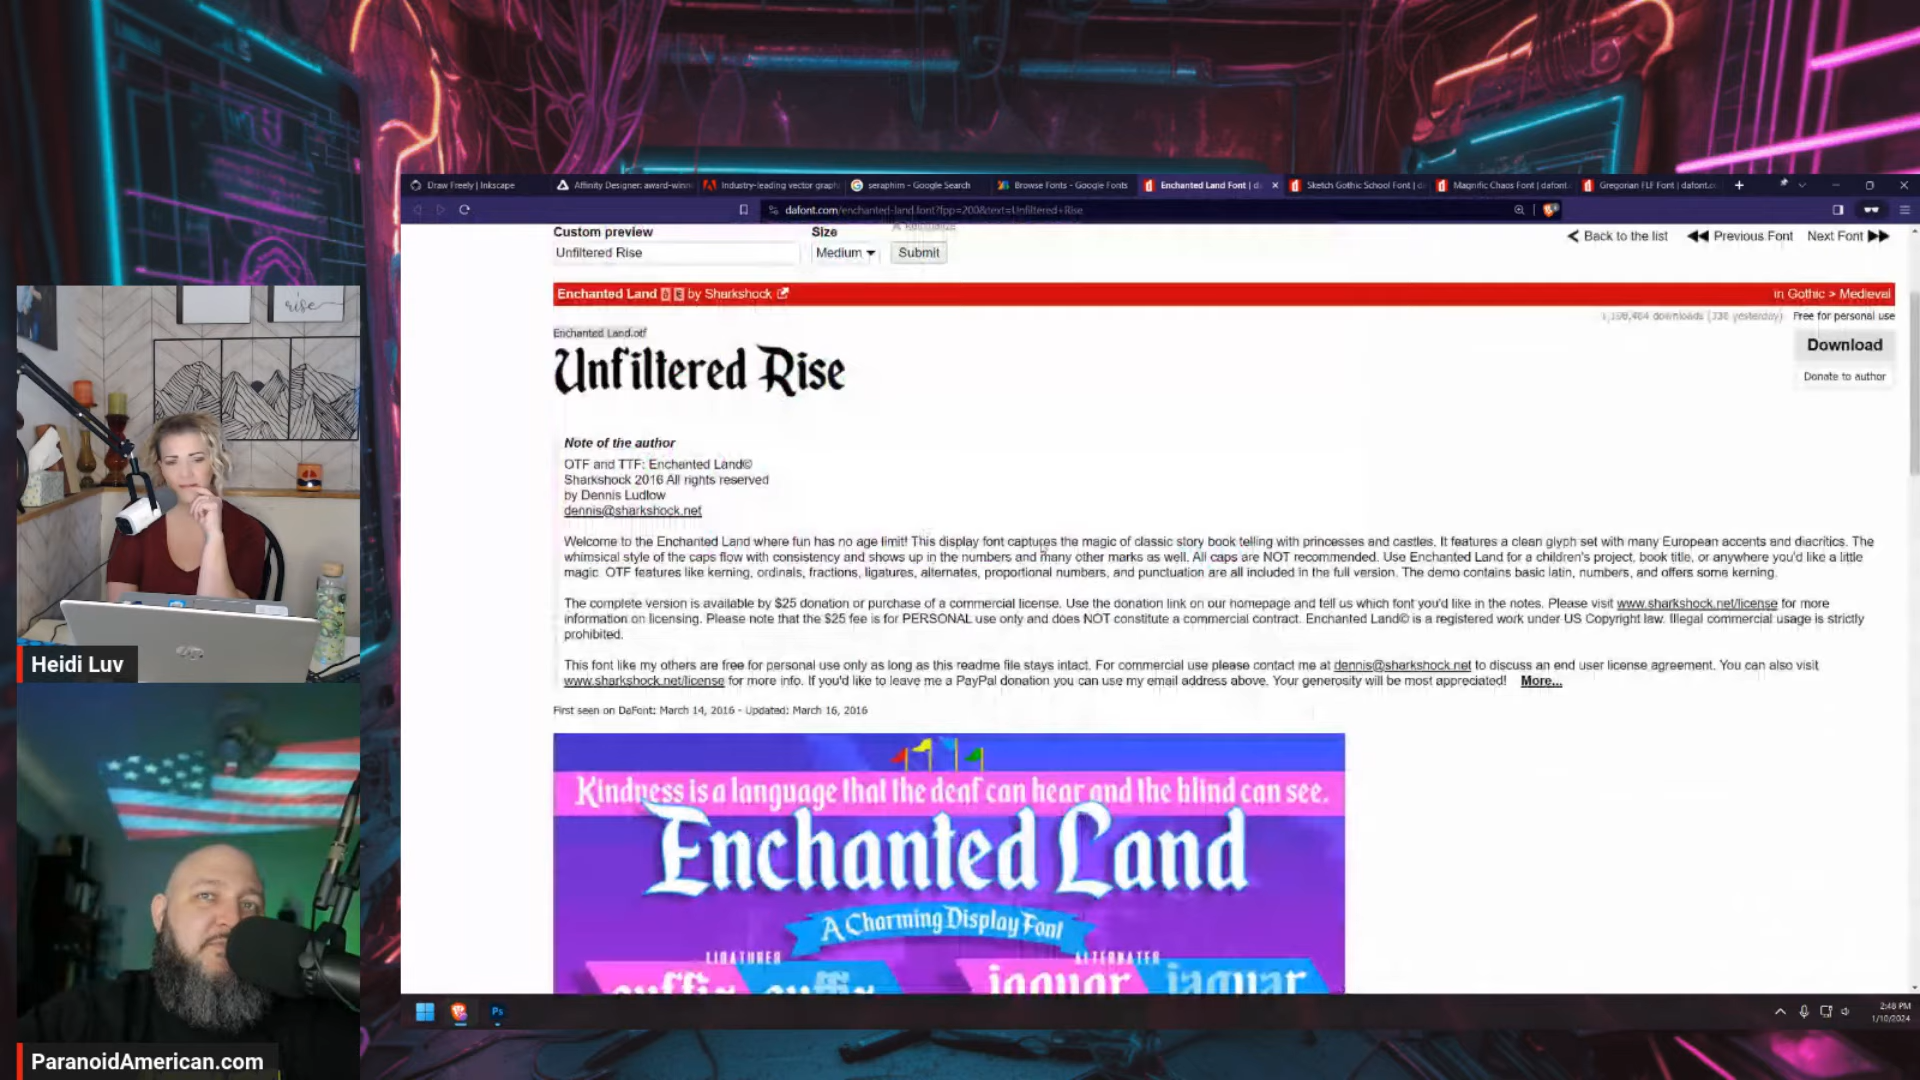 Draw Freely | Inkscape
Affinity Designer: award-winn
Industry-leading vector graph
seraphim - Google Search
Browse Fonts - Google Fonts
Enchanted Land Font | d
Sketch Gothic School Font | d
Magnific Chaos Font | dafont.
Gregorian FLF Font | dafont.c
dafont.com/enchanted-land.font?fpp=200&text=Unfiltered+Rise
Custom preview
Size
Unfiltered Rise
Medium
Submit
Back to the list
Previous Font
Next Font
Enchanted Land by Sharkshock
in Gothic > Medieval
downloads (338 yesterday)
Free for personal use
Enchanted Land.otf
Unfiltered Rise
Download
Donate to author
Note of the author
OTF and TTF: Enchanted Land©
Sharkshock 2016 All rights reserved
by Dennis Ludlow
dennis@sharkshock.net
Welcome to the Enchanted Land where fun has no age limit! This display font captures the magic of classic story book telling with princesses and castles. It features a clean glyph set with many European accents and diacritics. The
whimsical style of the caps flow with consistency and shows up in the numbers and many other marks as well. All caps are NOT recommended. Use Enchanted Land for a children's project, book title, or anywhere you'd like a little
magic. OTF features like kerning, ordinals, fractions, ligatures, alternates, proportional numbers, and punctuation are all included in the full version. The demo contains basic latin, numbers, and offers some kerning.
The complete version is available by $25 donation or purchase of a commercial license. Use the donation link on our homepage and tell us which font you'd like in the notes. Please visit www.sharkshock.net/license for more
information on licensing. Please note that the $25 fee is for PERSONAL use only and does NOT constitute a commercial contract. Enchanted Land© is a registered work under US Copyright law. Illegal commercial usage is strictly
prohibited.
This font like my others are free for personal use only as long as this readme file stays intact. For commercial use please contact me at dennis@sharkshock.net to discuss an end user license agreement. You can also visit
www.sharkshock.net/license for more info. If you'd like to leave me a PayPal donation you can use my email address above. Your generosity will be most appreciated! More...
First seen on DaFont: March 14, 2016 - Updated: March 16, 2016
Kindness is a language that the deaf can hear and the blind can see.
Enchanted Land
A Charming Display Font
LIGATURES
ALTERNATES
jaguar jaguar
Ps
2:48 PM
1/10/2024
rise
hp
Heidi Luv
ParanoidAmerican.com